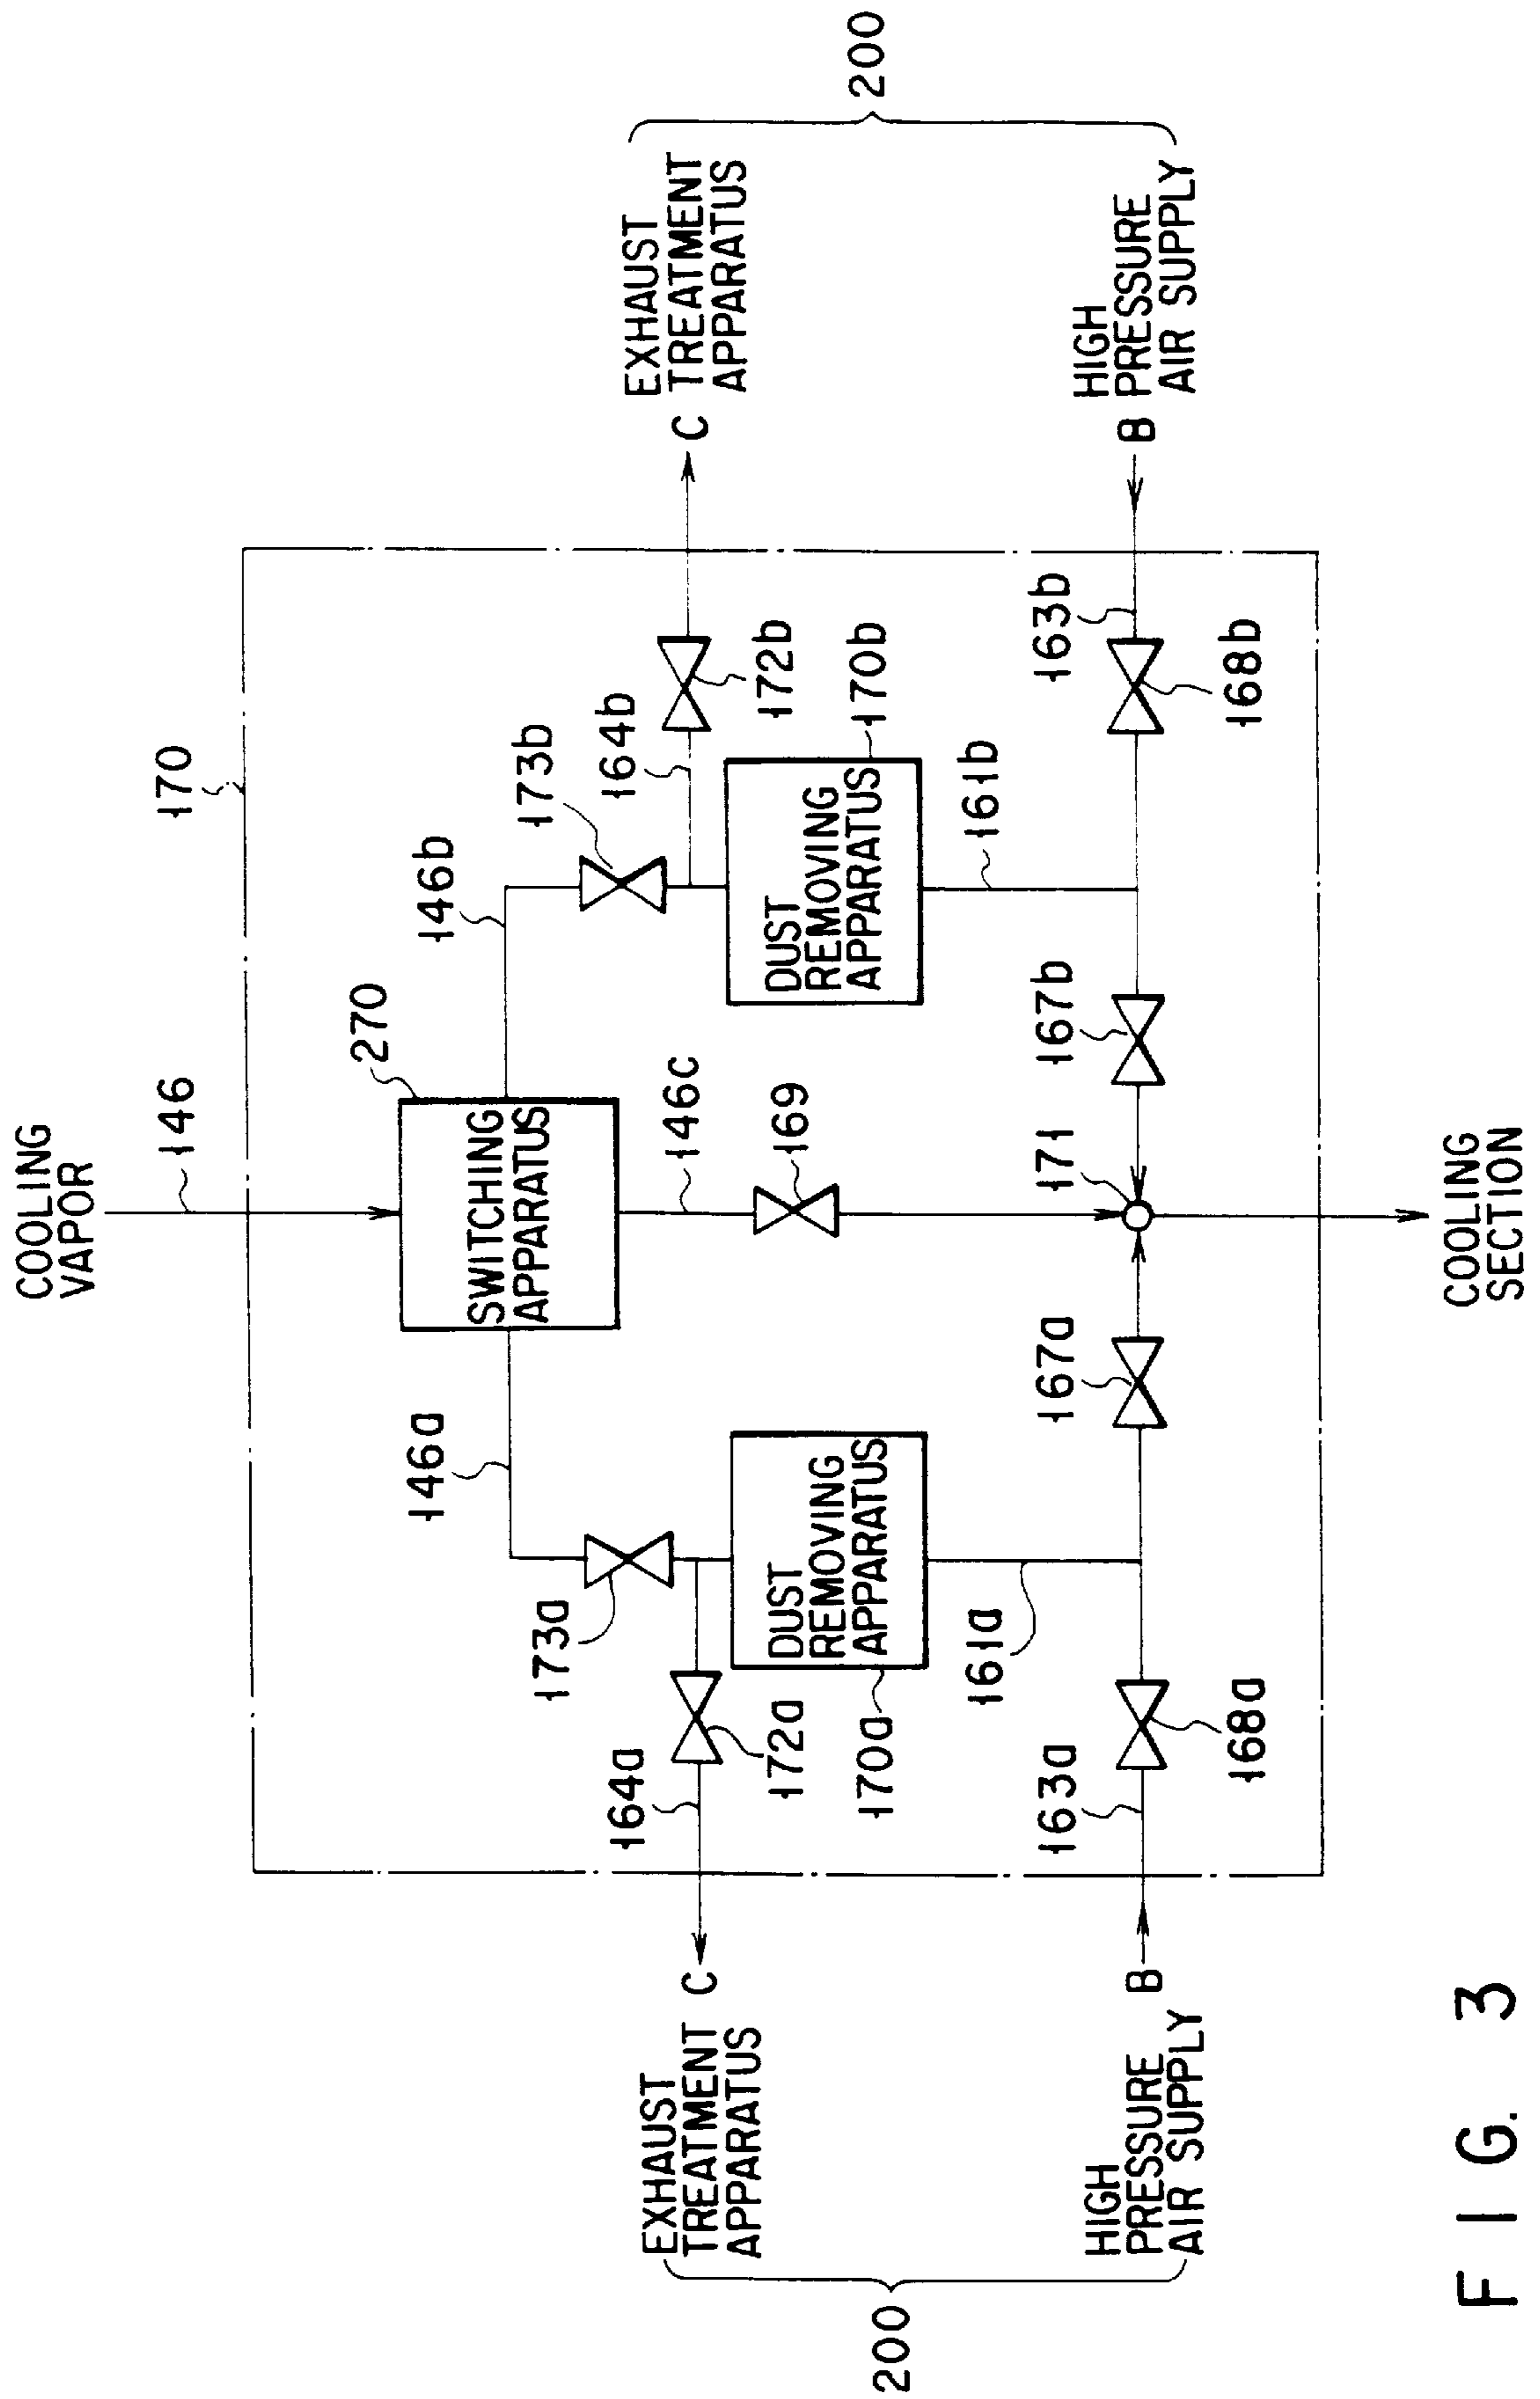 COOLING
VAPOR
146
170
270
SWITCHING
APPARATUS
146a
146b
146c
173a
173b
169
164a
164b
172a
172b
EXHAUST
TREATMENT
APPARATUS
C
EXHAUST
TREATMENT
APPARATUS
C
200
200
DUST
REMOVING
APPARATUS
170a
DUST
REMOVING
APPARATUS
170b
161a
161b
171
167a
167b
163a
163b
168a
168b
HIGH
PRESSURE
AIR SUPPLY
B
HIGH
PRESSURE
AIR SUPPLY
B
COOLING
SECTION
FIG. 3